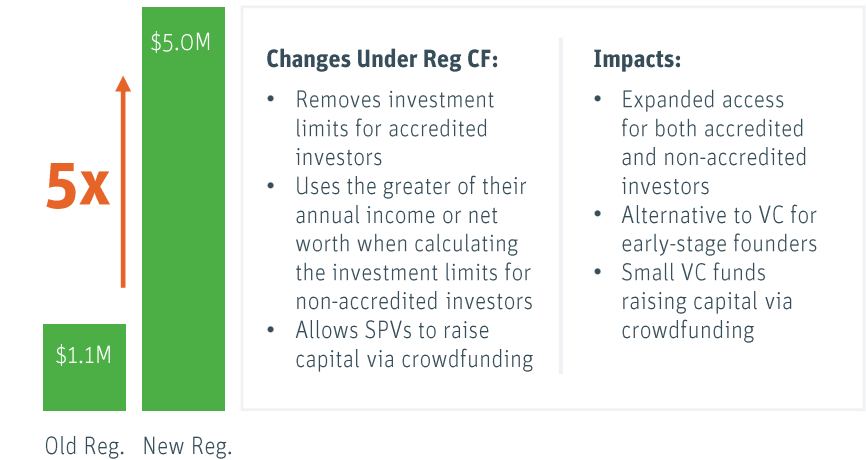 $5.0M
5x
$1.1M
Old Reg.
New Reg.
Changes Under Reg CF:
• Removes investment
limits for accredited
investors
• Uses the greater of their
annual income or net
worth when calculating
the investment limits for
non-accredited investors
• Allows SPVs to raise
capital via crowdfunding
Impacts:
• Expanded access
for both accredited
and non-accredited
investors
• Alternative to VC for
early-stage founders
• Small VC funds
raising capital via
crowdfunding